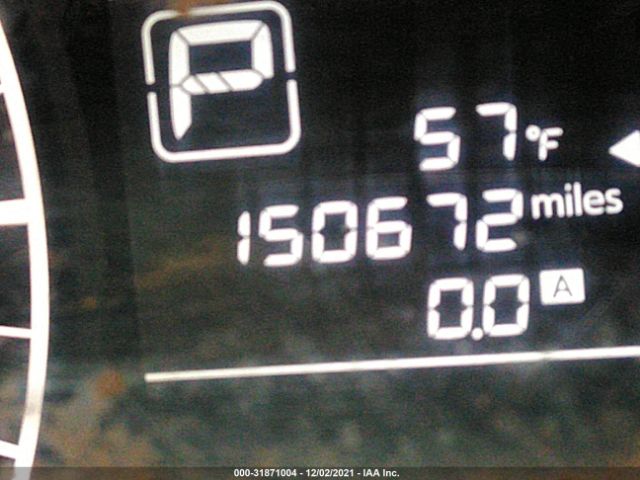 P
57 °F
150672 miles
0.0 A
000-31871004 - 12/02/2021 - IAA Inc.